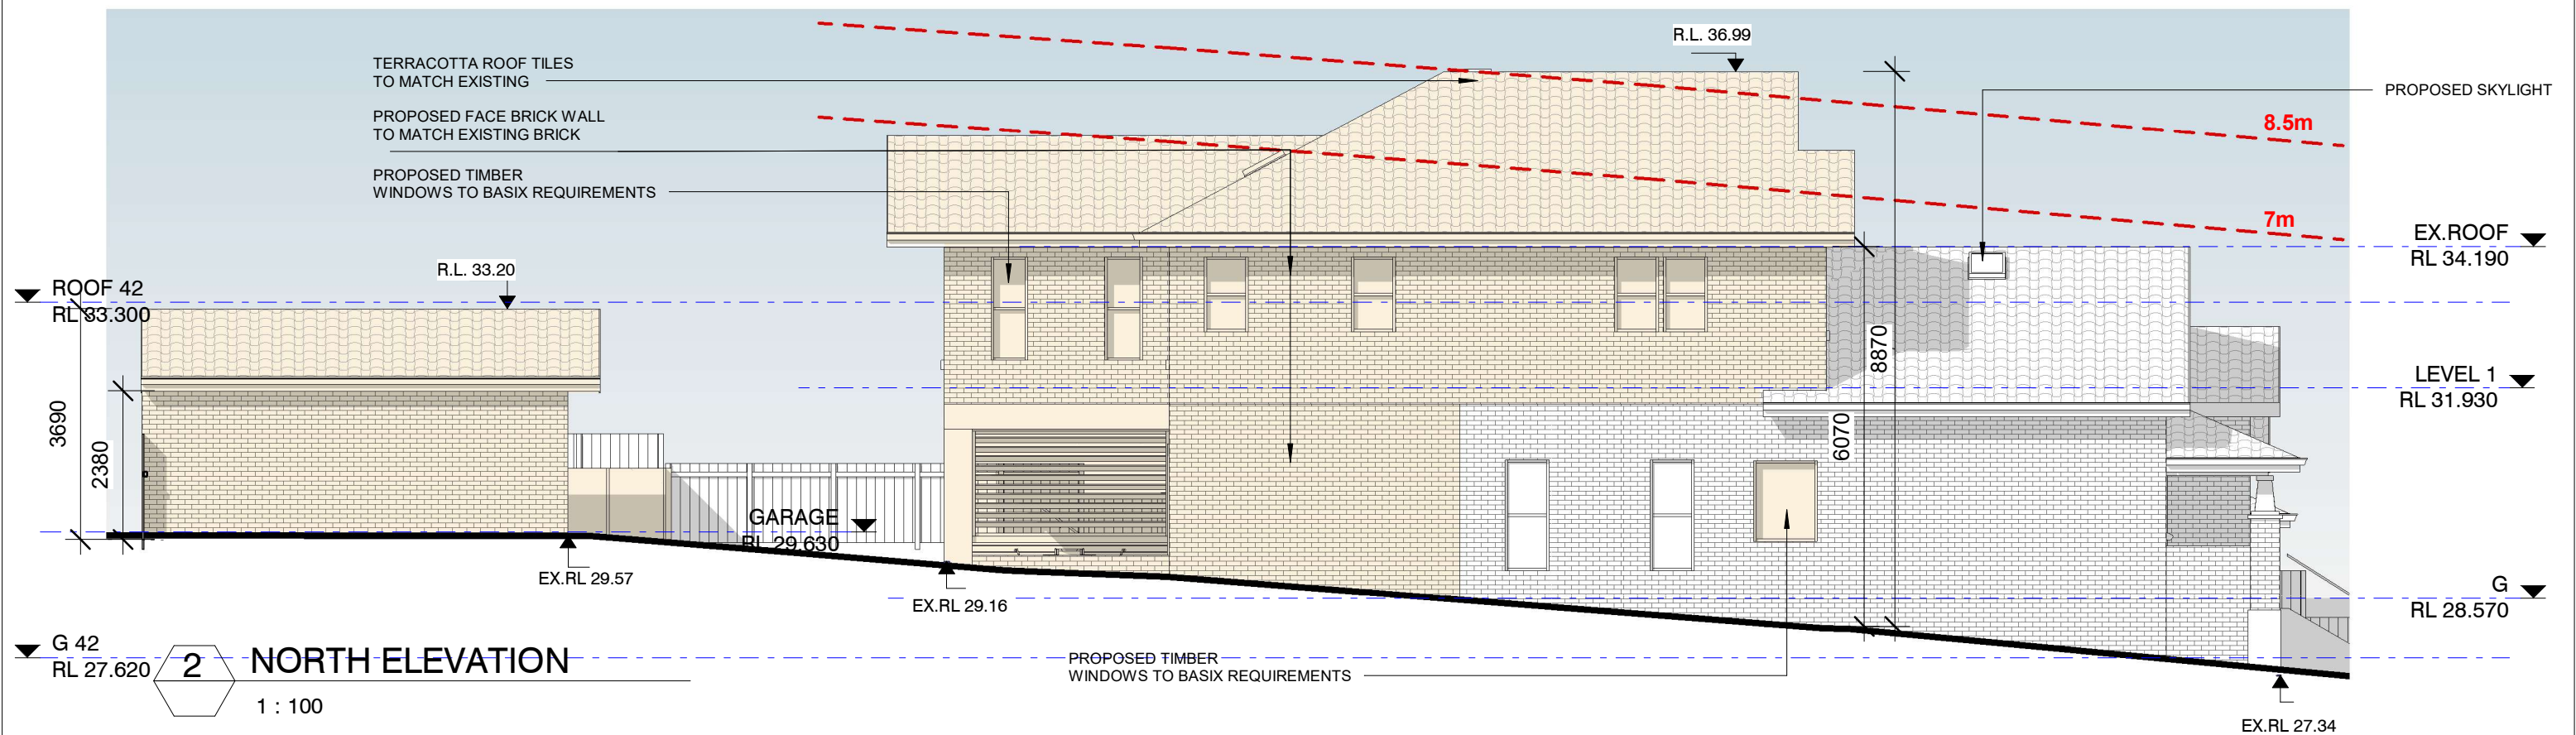 R.L. 36.99
TERRACOTTA ROOF TILES
TO MATCH EXISTING
PROPOSED SKYLIGHT
PROPOSED FACE BRICK WALL
TO MATCH EXISTING BRICK
8.5m
PROPOSED TIMBER
WINDOWS TO BASIX REQUIREMENTS
7m
EX.ROOF
RL 34.190
R.L. 33.20
ROOF 42
RL 33.300
8870
LEVEL 1
RL 31.930
3690
2380
6070
GARAGE
RL 29.630
EX.RL 29.57
EX.RL 29.16
G
RL 28.570
G 42
RL 27.620
2
NORTH ELEVATION
1 : 100
PROPOSED TIMBER
WINDOWS TO BASIX REQUIREMENTS
EX.RL 27.34